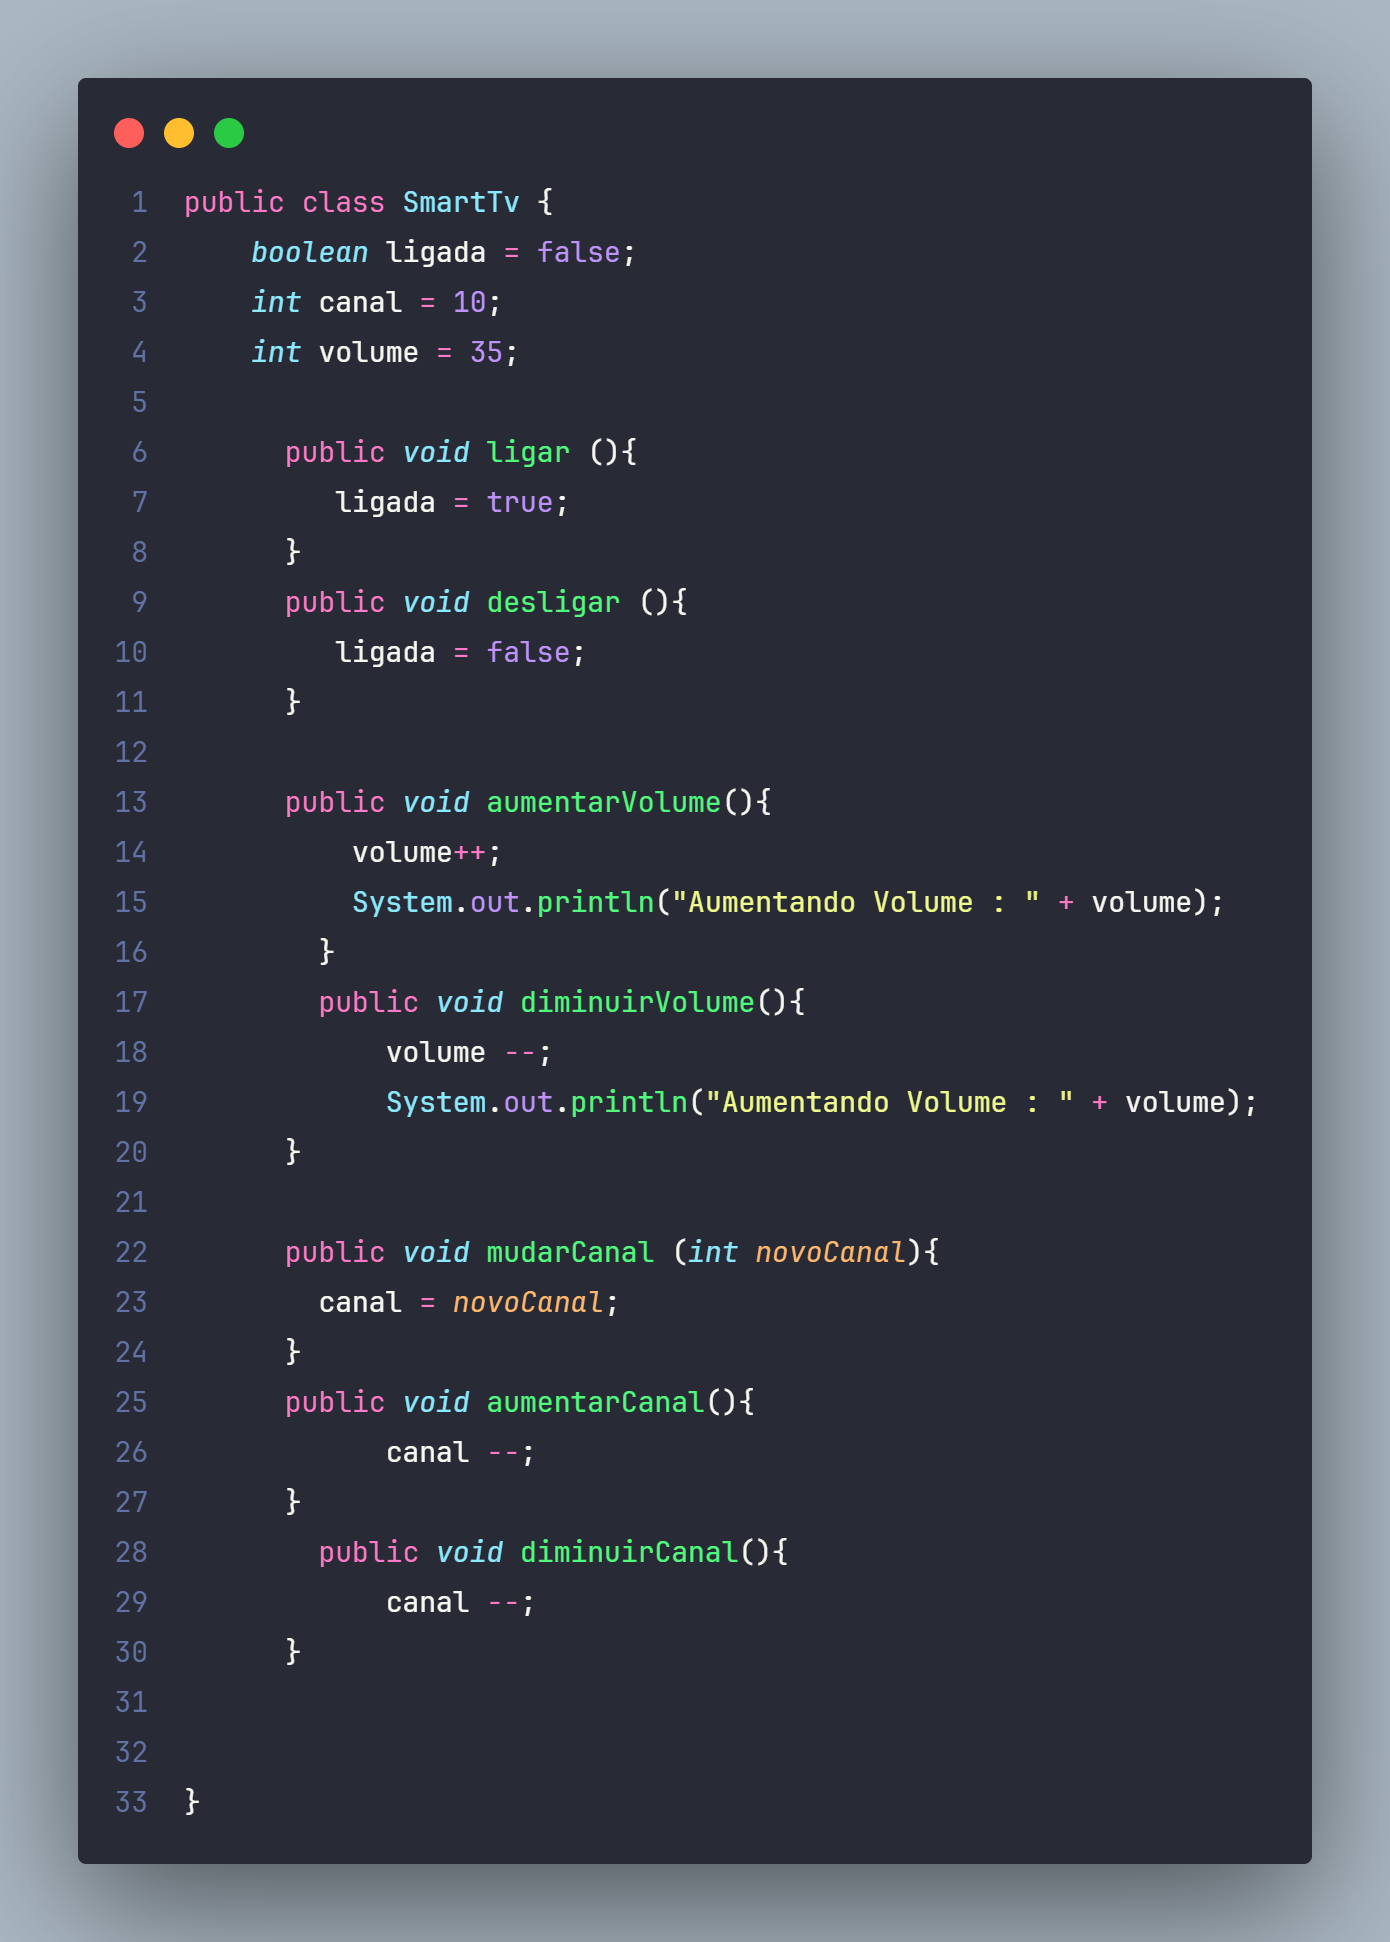 1 public class SmartTv {
2     boolean ligada = false;
3     int canal = 10;
4     int volume = 35;
5
6       public void ligar (){
7          ligada = true;
8       }
9       public void desligar (){
10          ligada = false;
11       }
12
13       public void aumentarVolume(){
14           volume++;
15           System.out.println("Aumentando Volume : " + volume);
16         }
17         public void diminuirVolume(){
18             volume --;
19             System.out.println("Aumentando Volume : " + volume);
20       }
21
22       public void mudarCanal (int novoCanal){
23         canal = novoCanal;
24       }
25       public void aumentarCanal(){
26             canal --;
27       }
28         public void diminuirCanal(){
29             canal --;
30       }
31
32
33 }